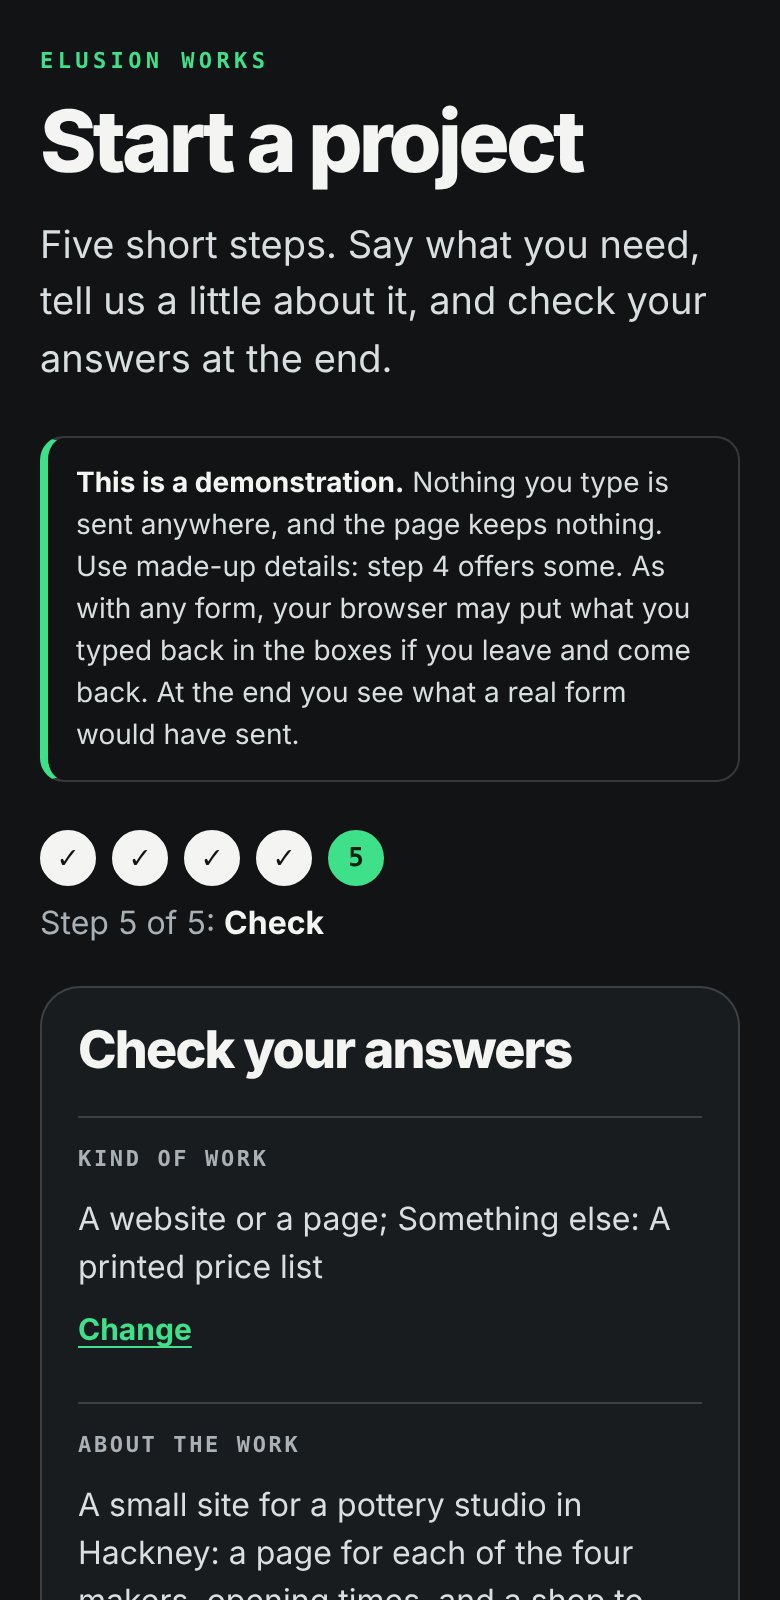 ELUSION WORKS
Start a project
Five short steps. Say what you need,
tell us a little about it, and check your
answers at the end.
This is a demonstration. Nothing you type is
sent anywhere, and the page keeps nothing.
Use made-up details: step 4 offers some. As
with any form, your browser may put what you
typed back in the boxes if you leave and come
back. At the end you see what a real form
would have sent.
✓ ✓ ✓ ✓ 5
Step 5 of 5: Check
Check your answers
KIND OF WORK
A website or a page; Something else: A
printed price list
Change
ABOUT THE WORK
A small site for a pottery studio in
Hackney: a page for each of the four
makers, opening times, and a shop to